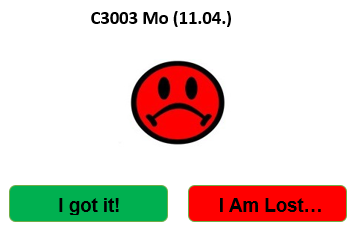 C3003 Mo (11.04.)
I got it!
I Am Lost...